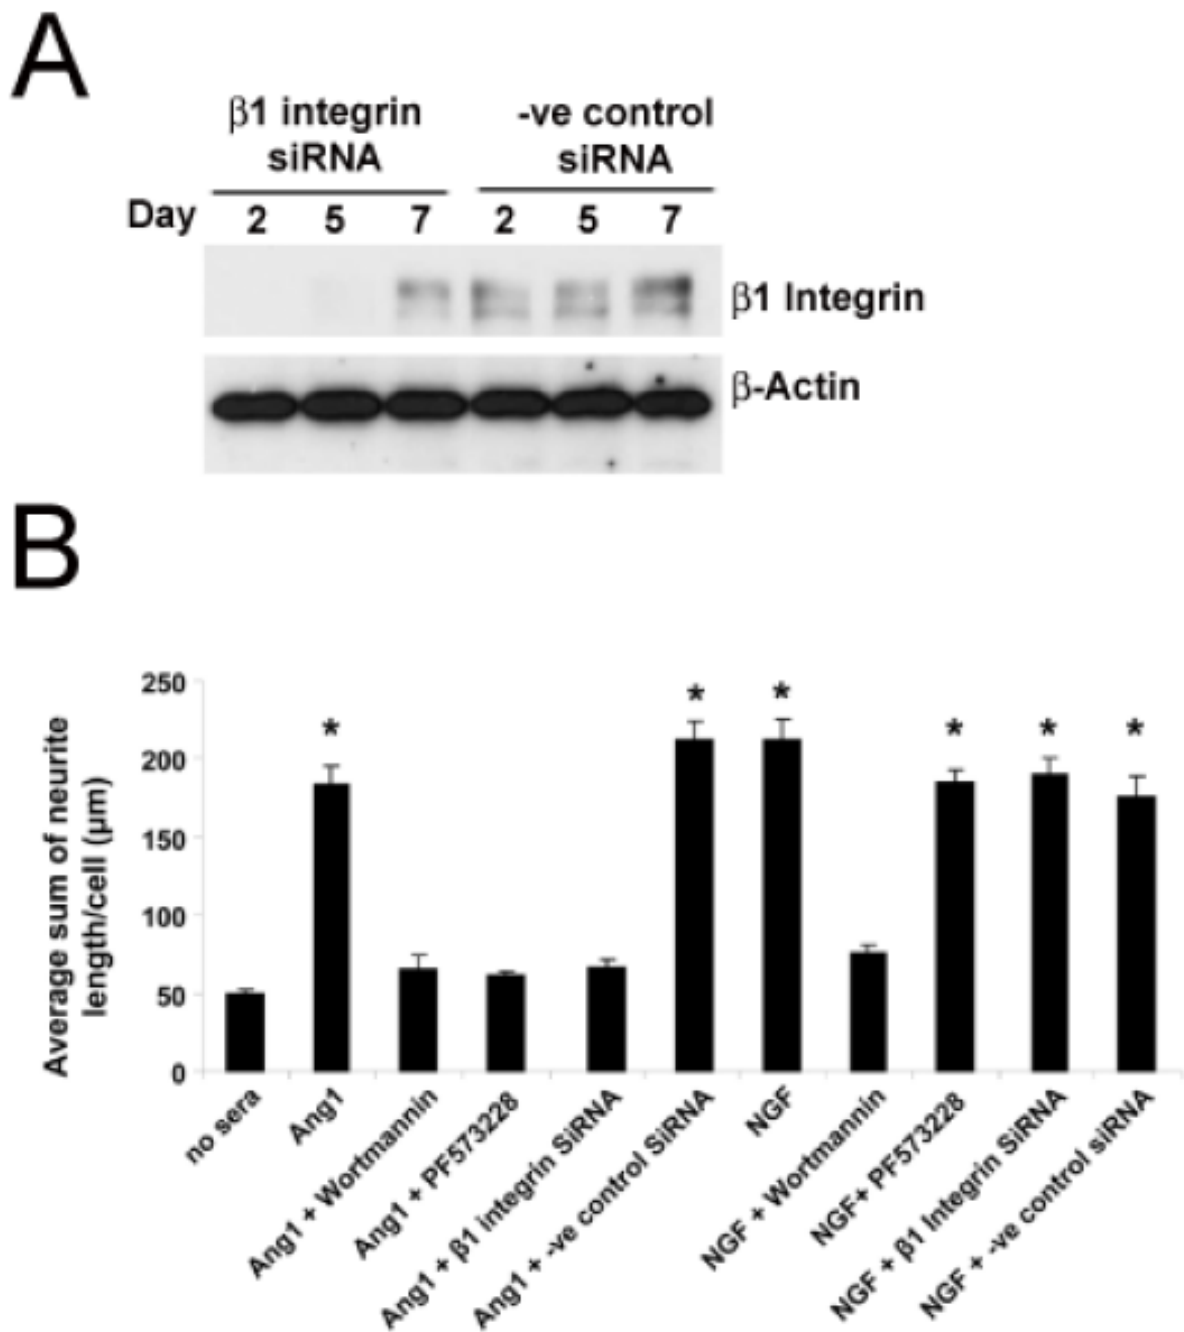 A
β1 integrin
siRNA
-ve control
siRNA
Day 2 5 7 2 5 7
β1 Integrin
β-Actin
B
Average sum of neurite
length/cell (μm)
250
200
150
100
50
0
* * * * * *
no sera
Ang1
Ang1 + Wortmannin
Ang1 + PF573228
Ang1 + β1 integrin SiRNA
Ang1 + -ve control SiRNA
NGF
NGF + Wortmannin
NGF+ PF573228
NGF + β1 Integrin SiRNA
NGF + -ve control siRNA